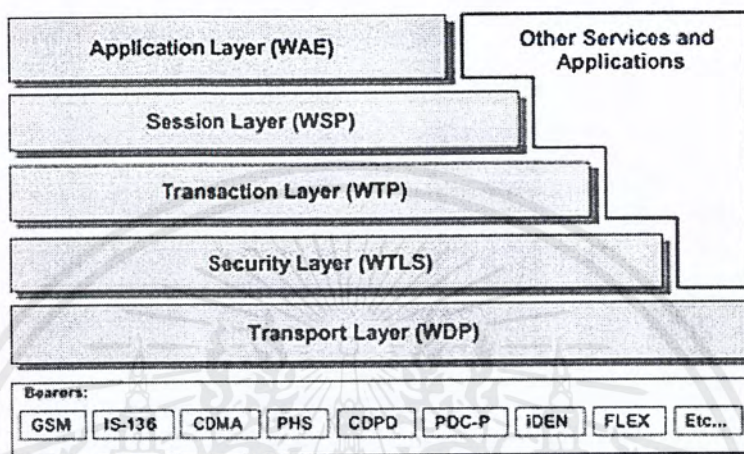 Application Layer (WAE)
Other Services and
Applications
Session Layer (WSP)
Transaction Layer (WTP)
Security Layer (WTLS)
Transport Layer (WDP)
Bearers:
GSM IS-136 CDMA PHS CDPD PDC-P iDEN FLEX Etc...